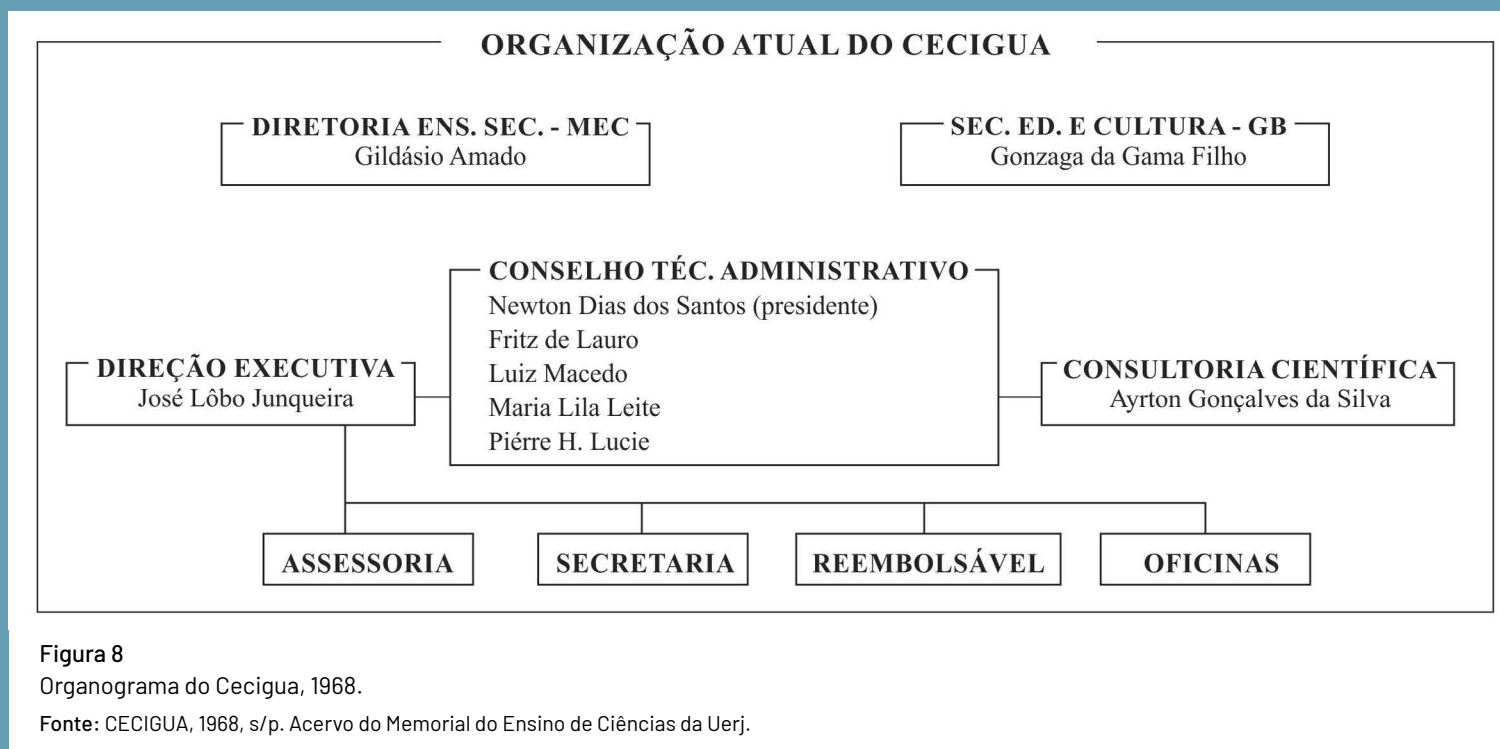 ORGANIZAÇÃO ATUAL DO CECIGUA
DIRETORIA ENS. SEC. - MEC
Gildásio Amado
SEC. ED. E CULTURA - GB
Gonzaga da Gama Filho
CONSELHO TÉC. ADMINISTRATIVO
Newton Dias dos Santos (presidente)
Fritz de Lauro
Luiz Macedo
Maria Lila Leite
Piérre H. Lucie
DIREÇÃO EXECUTIVA
José Lôbo Junqueira
CONSULTORIA CIENTÍFICA
Ayrton Gonçalves da Silva
ASSESSORIA
SECRETARIA
REEMBOLSÁVEL
OFICINAS
Figura 8
Organograma do Cecigua, 1968.
Fonte: CECIGUA, 1968, s/p. Acervo do Memorial do Ensino de Ciências da Uerj.